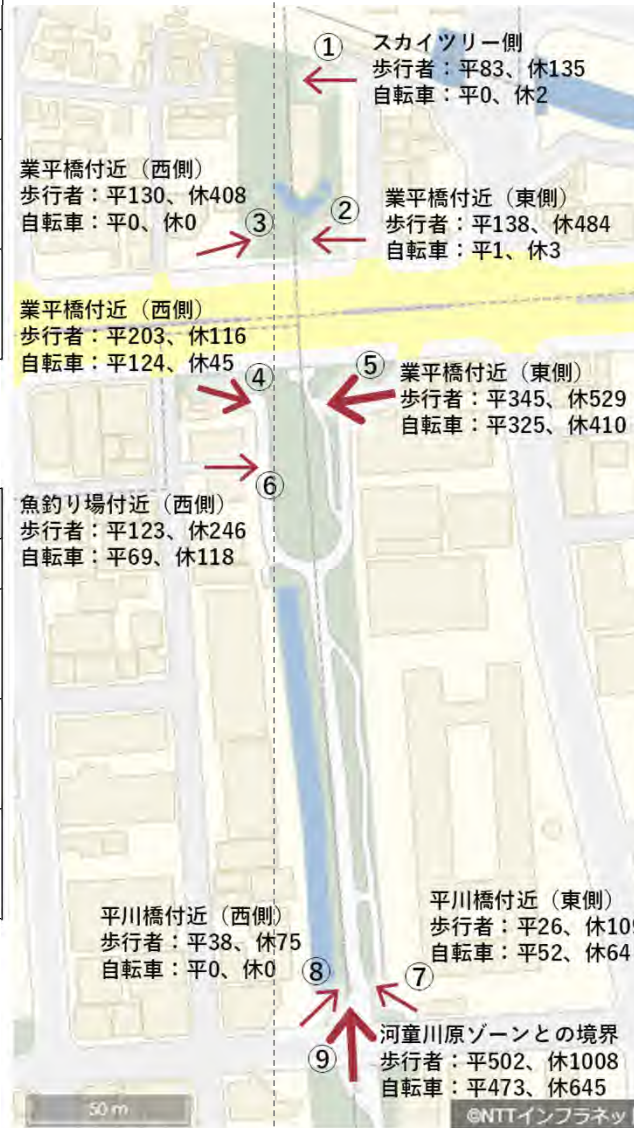 ①
スカイツリー側
歩行者：平83、休135
自転車：平0、休2
業平橋付近（西側）
歩行者：平130、休408
自転車：平0、休0
③
②
業平橋付近（東側）
歩行者：平138、休484
自転車：平1、休3
業平橋付近（西側）
歩行者：平203、休116
自転車：平124、休45
④
⑤
業平橋付近（東側）
歩行者：平345、休529
自転車：平325、休410
⑥
魚釣り場付近（西側）
歩行者：平123、休246
自転車：平69、休118
平川橋付近（西側）
歩行者：平38、休75
自転車：平0、休0
⑧
平川橋付近（東側）
歩行者：平26、休109
自転車：平52、休64
⑦
⑨
河童川原ゾーンとの境界
歩行者：平502、休1008
自転車：平473、休645
50 m
©NTTインフラネッ